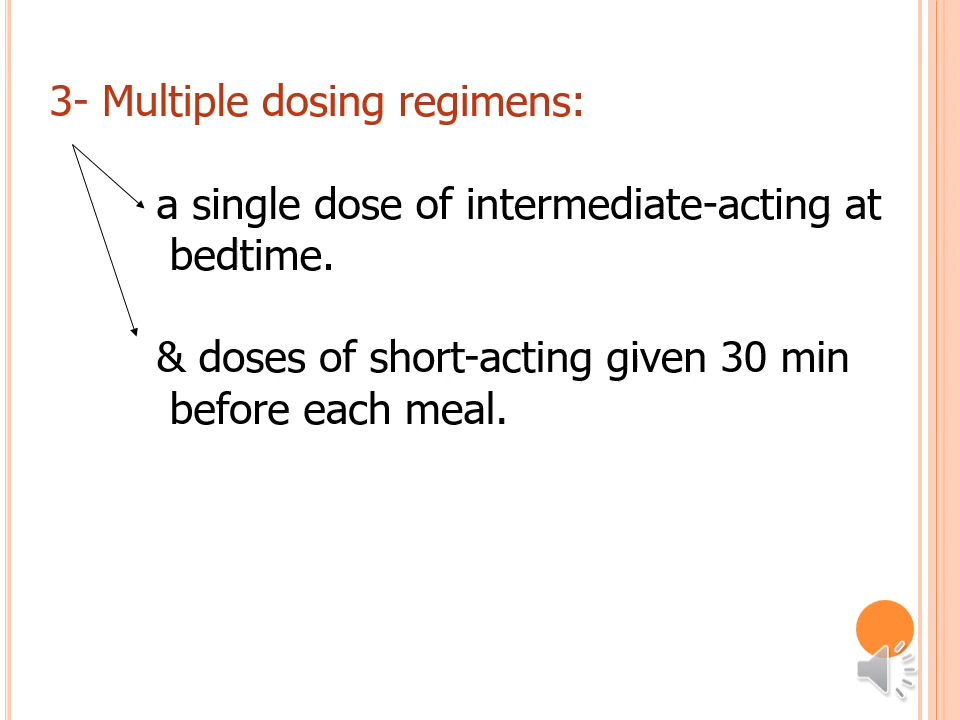 3- Multiple dosing regimens:
a single dose of intermediate-acting at
bedtime.
& doses of short-acting given 30 min
before each meal.